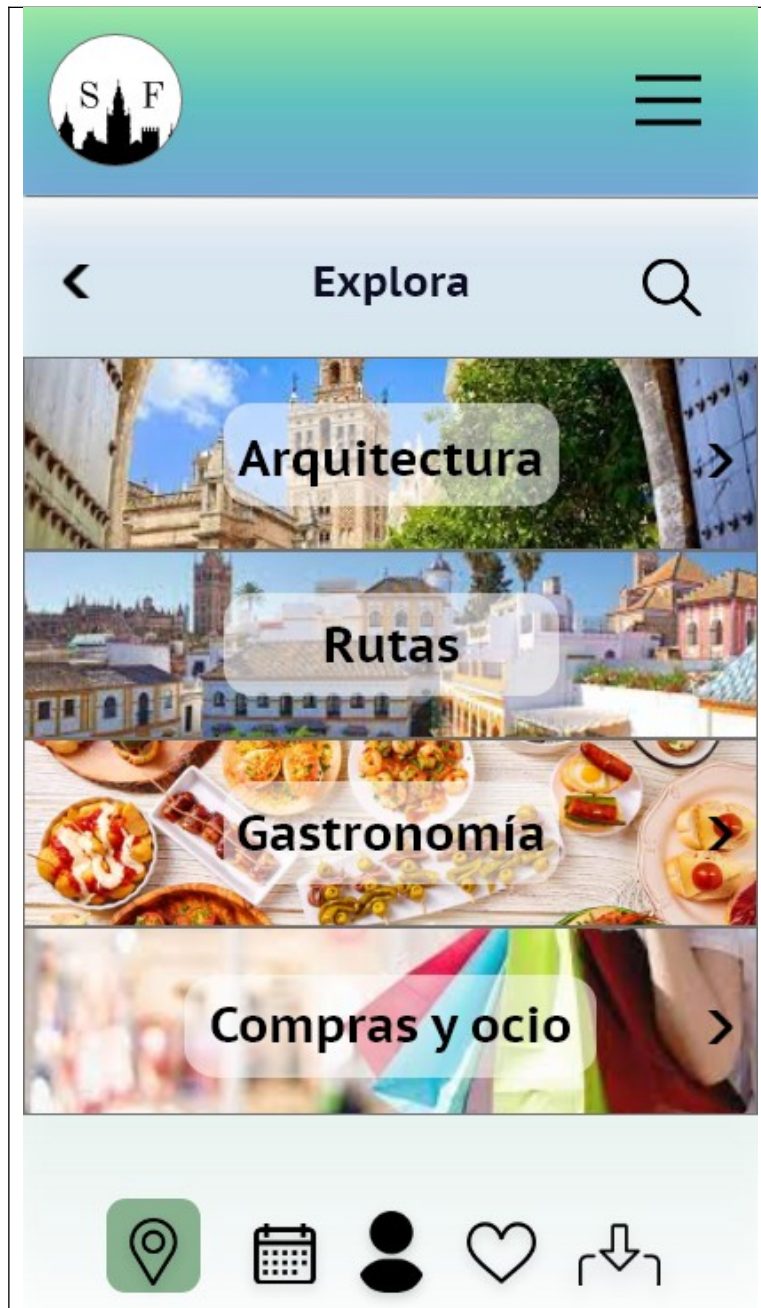 S F
Explora
Arquitectura
Rutas
Gastronomía
Compras y ocio